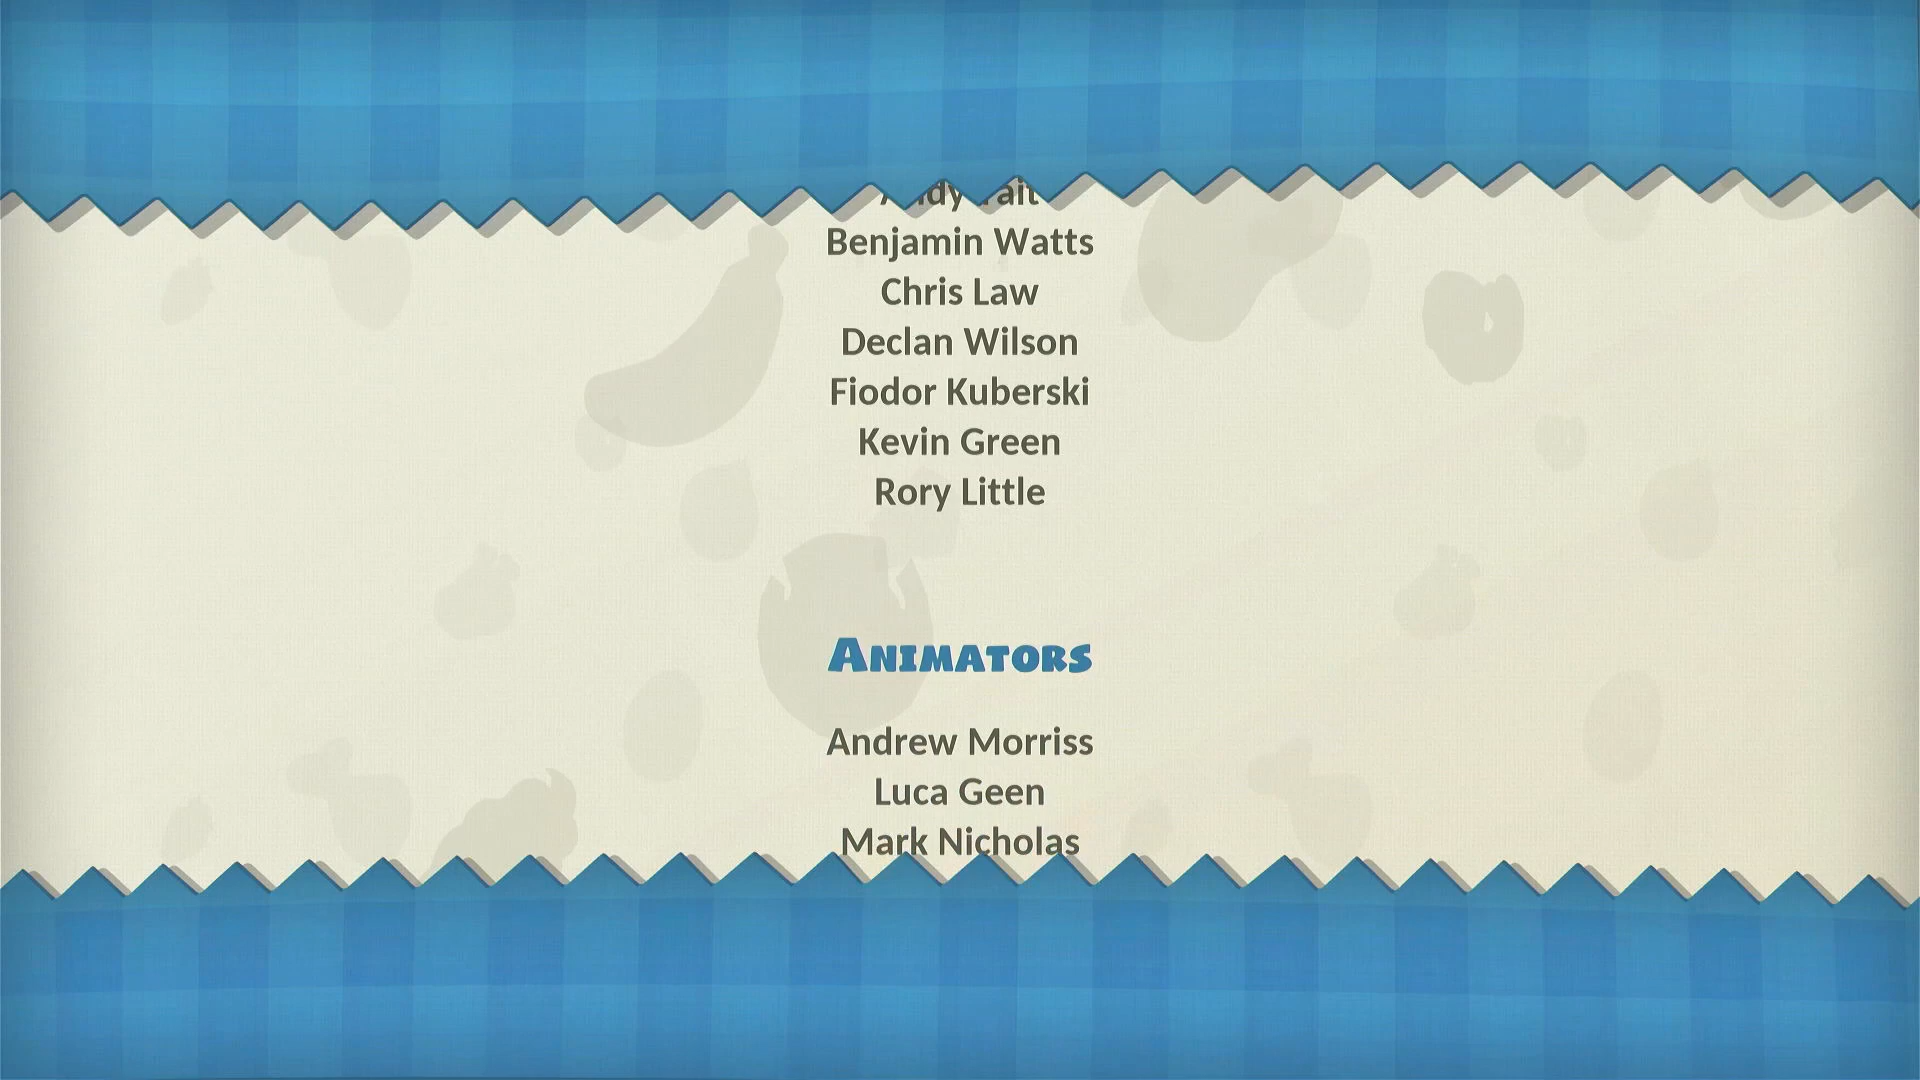 Benjamin Watts
Chris Law
Declan Wilson
Fiodor Kuberski
Kevin Green
Rory Little
Animators
Andrew Morriss
Luca Geen
Mark Nicholas